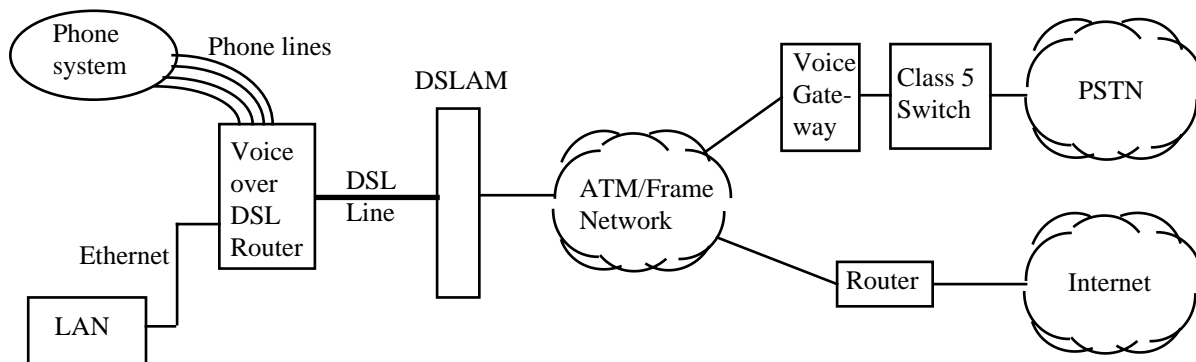 Phone
system
Phone lines
DSLAM
Voice
over
DSL
Router
DSL
Line
Ethernet
LAN
ATM/Frame
Network
Voice
Gate-
way
Class 5
Switch
PSTN
Router
Internet